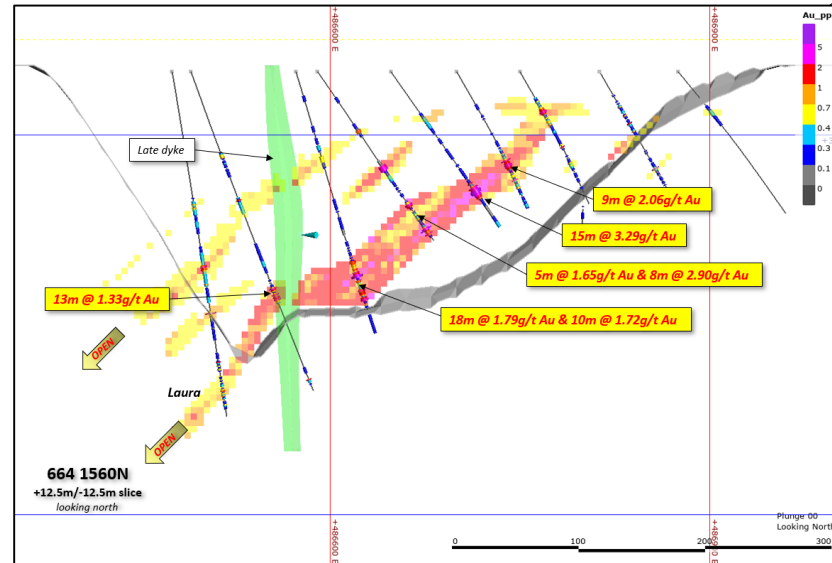 +486600 E
+486900 E
Au_pp
5
2
1
0.7
0.4
0.3
0.1
0
Late dyke
9m @ 2.06g/t Au
15m @ 3.29g/t Au
5m @ 1.65g/t Au & 8m @ 2.90g/t Au
13m @ 1.33g/t Au
18m @ 1.79g/t Au & 10m @ 1.72g/t Au
OPEN
Laura
OPEN
664 1560N
+12.5m/-12.5m slice
looking north
+486600 E
+486900 E
Plunge 00
Looking North
0
100
200
300